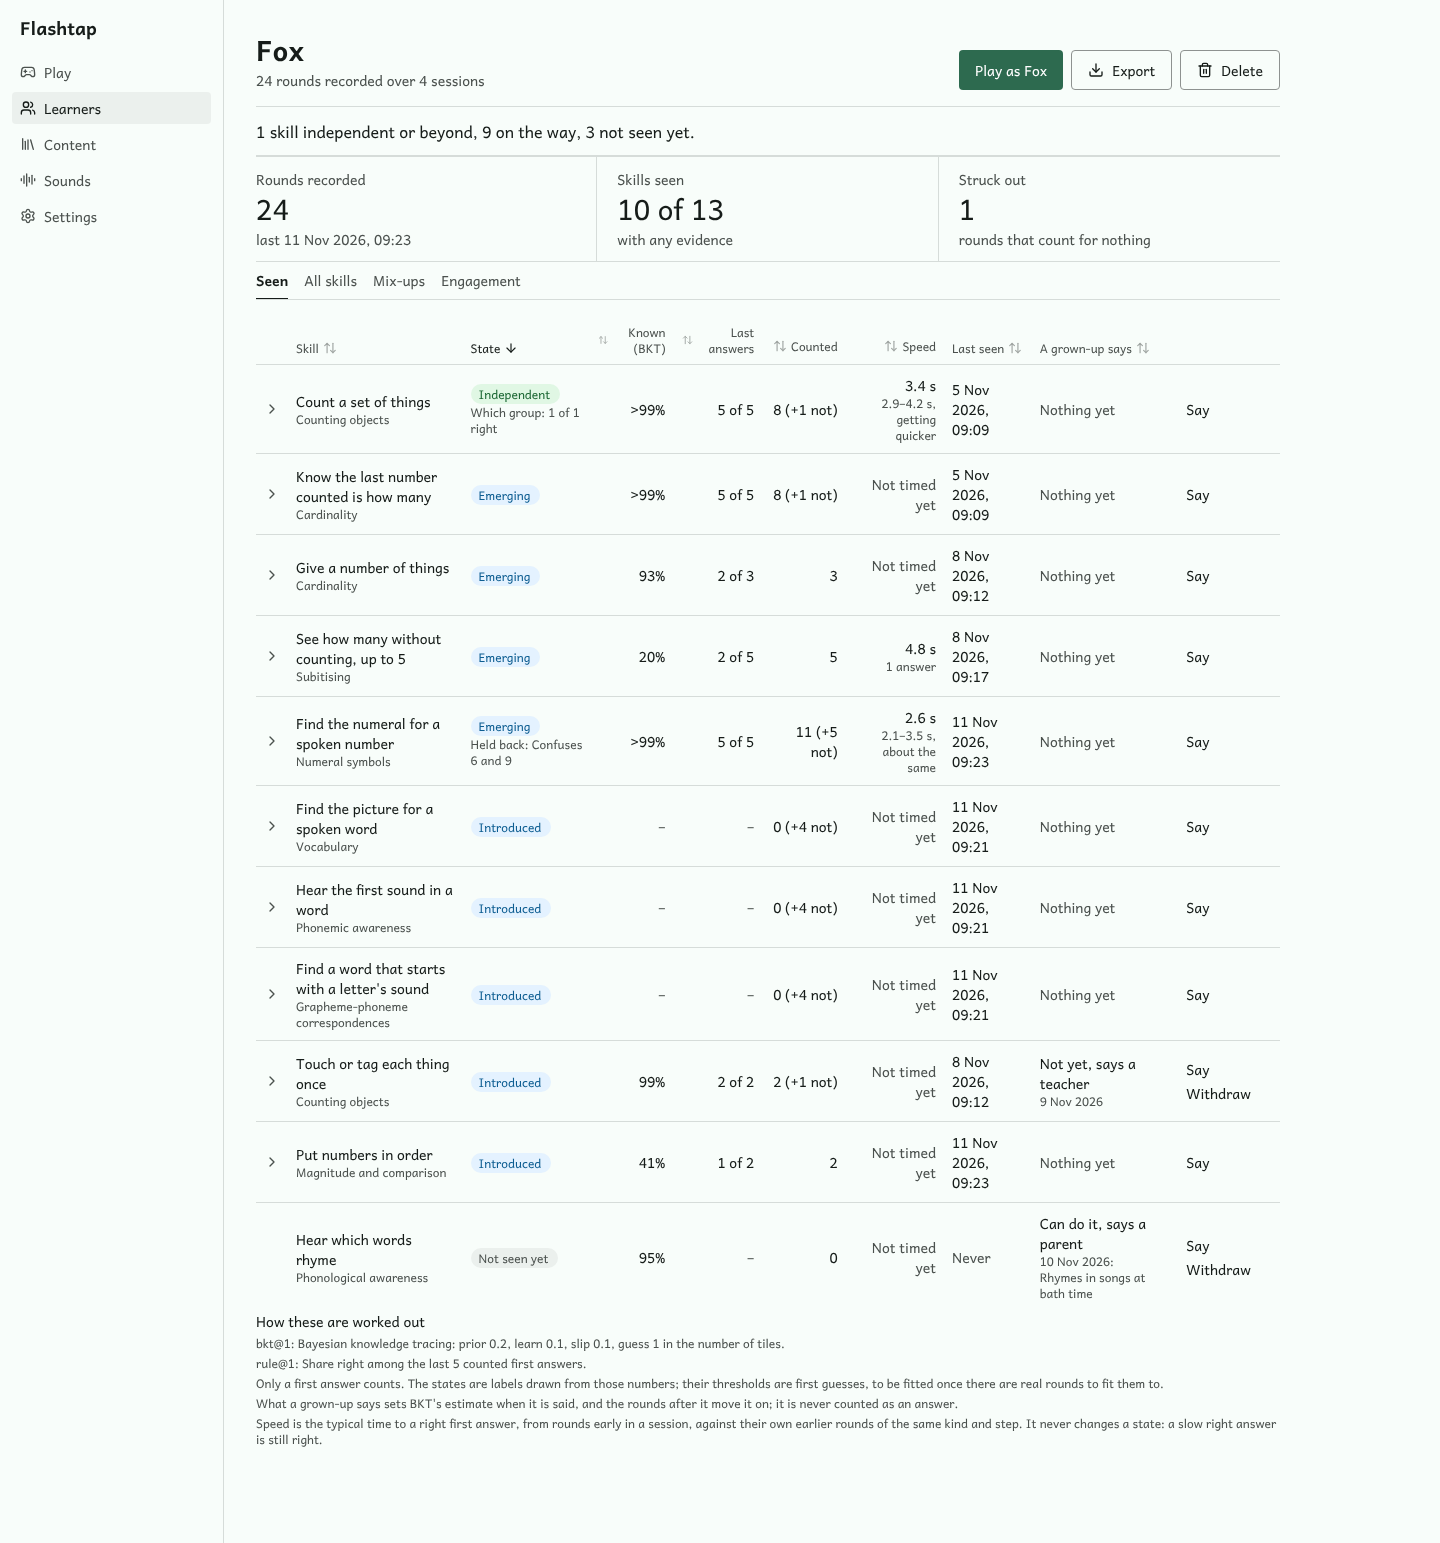 Flashtap
Play
Learners
Content
Sounds
Settings
Fox
24 rounds recorded over 4 sessions
Play as Fox
Export
Delete
1 skill independent or beyond, 9 on the way, 3 not seen yet.
Rounds recorded
24
last 11 Nov 2026, 09:23
Skills seen
10 of 13
with any evidence
Struck out
1
rounds that count for nothing
Seen
All skills
Mix-ups
Engagement
Skill
State
Known
(BKT)
Last
answers
Counted
Speed
Last seen
A grown-up says
Count a set of things
Counting objects
Independent
Which group: 1 of 1
right
>99%
5 of 5
8 (+1 not)
3.4 s
2.9–4.2 s,
getting
quicker
5 Nov
2026,
09:09
Nothing yet
Say
Know the last number
counted is how many
Cardinality
Emerging
>99%
5 of 5
8 (+1 not)
Not timed
yet
5 Nov
2026,
09:09
Nothing yet
Say
Give a number of things
Cardinality
Emerging
93%
2 of 3
3
Not timed
yet
8 Nov
2026,
09:12
Nothing yet
Say
See how many without
counting, up to 5
Subitising
Emerging
20%
2 of 5
5
4.8 s
1 answer
8 Nov
2026,
09:17
Nothing yet
Say
Find the numeral for a
spoken number
Numeral symbols
Emerging
Held back: Confuses
6 and 9
>99%
5 of 5
11 (+5
not)
2.6 s
2.1–3.5 s,
about the
same
11 Nov
2026,
09:23
Nothing yet
Say
Find the picture for a
spoken word
Vocabulary
Introduced
–
–
0 (+4 not)
Not timed
yet
11 Nov
2026,
09:21
Nothing yet
Say
Hear the first sound in a
word
Phonemic awareness
Introduced
–
–
0 (+4 not)
Not timed
yet
11 Nov
2026,
09:21
Nothing yet
Say
Find a word that starts
with a letter's sound
Grapheme-phoneme
correspondences
Introduced
–
–
0 (+4 not)
Not timed
yet
11 Nov
2026,
09:21
Nothing yet
Say
Touch or tag each thing
once
Counting objects
Introduced
99%
2 of 2
2 (+1 not)
Not timed
yet
8 Nov
2026,
09:12
Not yet, says a
teacher
9 Nov 2026
Say
Withdraw
Put numbers in order
Magnitude and comparison
Introduced
41%
1 of 2
2
Not timed
yet
11 Nov
2026,
09:23
Nothing yet
Say
Hear which words
rhyme
Phonological awareness
Not seen yet
95%
–
0
Not timed
yet
Never
Can do it, says a
parent
10 Nov 2026:
Rhymes in songs at
bath time
Say
Withdraw
How these are worked out
bkt@1: Bayesian knowledge tracing: prior 0.2, learn 0.1, slip 0.1, guess 1 in the number of tiles.
rule@1: Share right among the last 5 counted first answers.
Only a first answer counts. The states are labels drawn from those numbers; their thresholds are first guesses, to be fitted once there are real rounds to fit them to.
What a grown-up says sets BKT's estimate when it is said, and the rounds after it move it on; it is never counted as an answer.
Speed is the typical time to a right first answer, from rounds early in a session, against their own earlier rounds of the same kind and step. It never changes a state: a slow right answer
is still right.